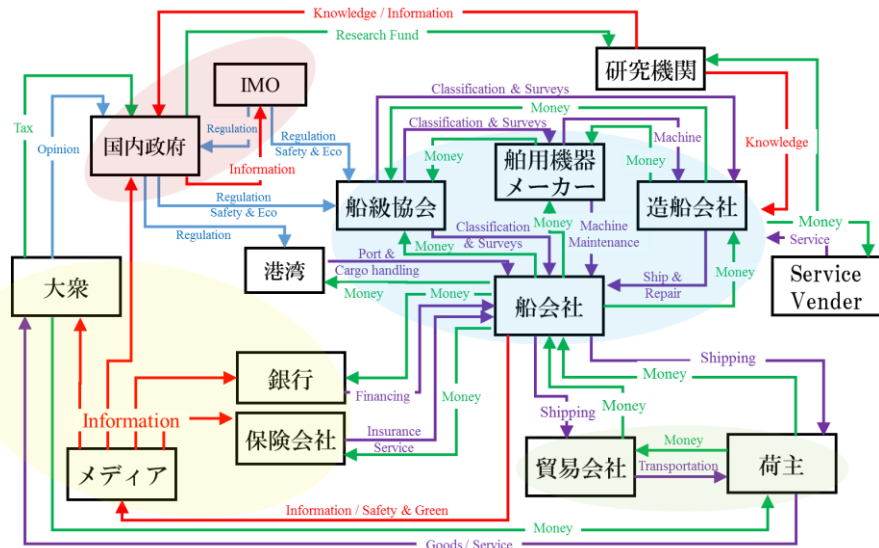 Knowledge / Information
Research Fund
IMO
研究機関
Classification & Surveys
Money
Tax
Opinion
国内政府
Regulation
Regulation
Safety & Eco
Information
Classification & Surveys
Machine
Money
舶用機器
メーカー
Money
Knowledge
Regulation
Safety & Eco
船級協会
造船会社
Regulation
Classification
& Surveys
Money
Money
Machine
Maintenance
Money
Service
港湾
Port &
Cargo handling
Money
Ship &
Repair
Money
Service
Vender
大衆
船会社
Money
銀行
Financing
Money
Shipping
Money
Information
保険会社
Insurance
Service
Shipping
Money
メディア
貿易会社
Money
Transportation
荷主
Information / Safety & Green
Money
Goods / Service